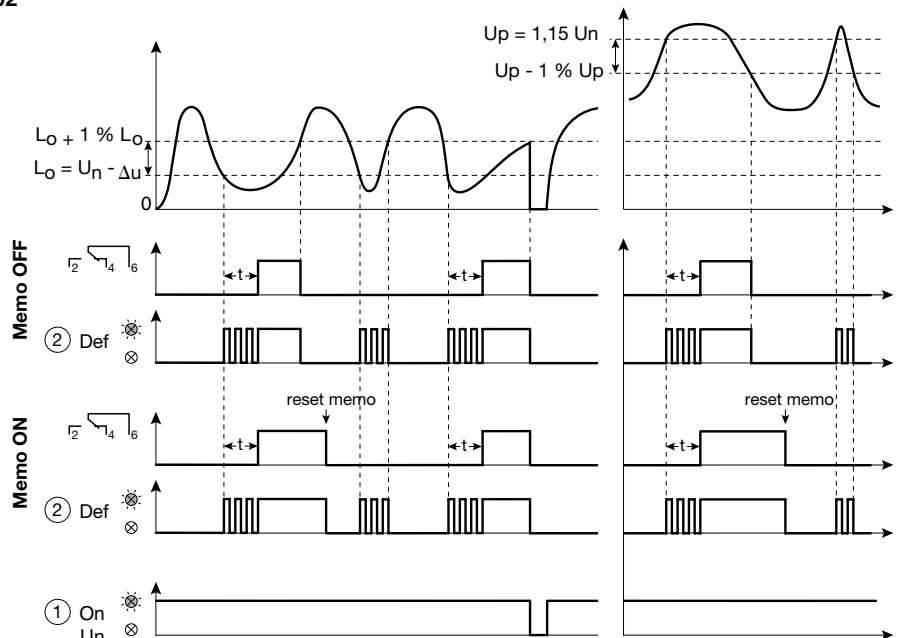 Up = 1,15 Un
Up - 1 % Up
Lo + 1 % Lo
Lo = Un - Δu
0
Memo OFF
2 4 6
t t t
2 Def
Memo ON
reset memo reset memo
2 4 6
t t t
2 Def
1 On
Un